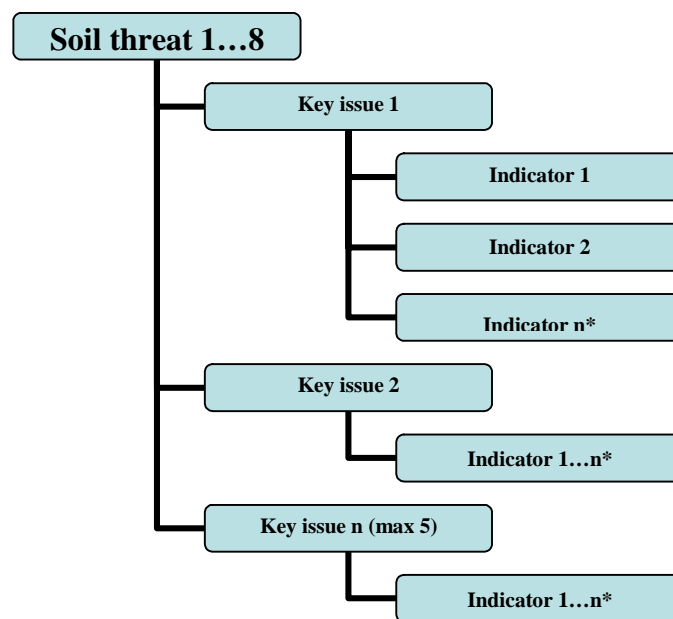 Soil threat 1…8
Key issue 1
Indicator 1
Indicator 2
Indicator n*
Key issue 2
Indicator 1…n*
Key issue n (max 5)
Indicator 1…n*